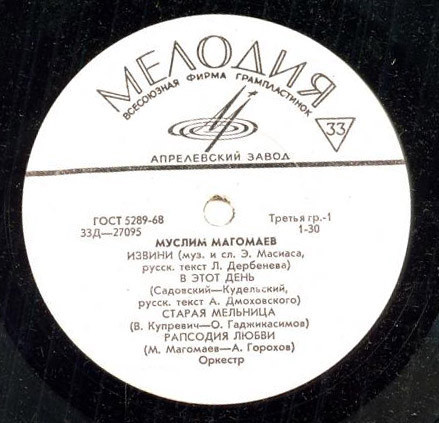 МЕЛОДИЯ
ВСЕСОЮЗНАЯ ФИРМА ГРАМПЛАСТИНОК
33
АПРЕЛЕВСКИЙ ЗАВОД
ГОСТ 5289-68
Третья гр.-1
33Д—27095
1-30
МУСЛИМ МАГОМАЕВ
ИЗВИНИ (муз. и сл. Э. Масиаса,
русск. текст Л. Дербенева)
В ЭТОТ ДЕНЬ
(Садовский—Кудельский,
русск. текст А. Дмоховского)
СТАРАЯ МЕЛЬНИЦА
(В. Купревич—О. Гаджикасимов)
РАПСОДИЯ ЛЮБВИ
(М. Магомаев—А. Горохов)
Оркестр